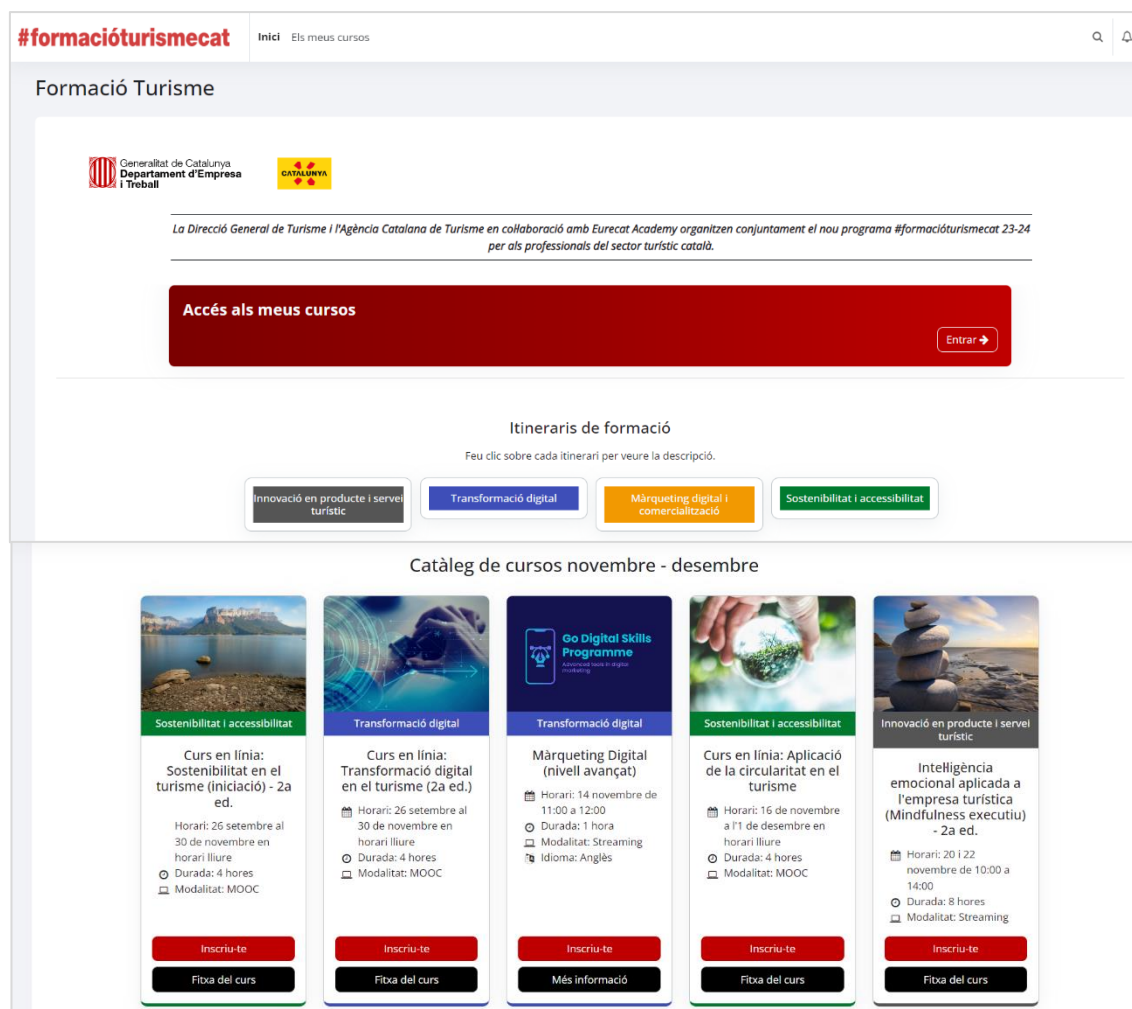 #formacióturismecat Inici Els meus cursos
Formació Turisme
Generalitat de Catalunya
Departament d'Empresa
i Treball
CATALUNYA
La Direcció General de Turisme i l'Agència Catalana de Turisme en col·laboració amb Eurecat Academy organitzen conjuntament el nou programa #formacióturismecat 23-24
per als professionals del sector turístic català.
Accés als meus cursos
Entrar
Itineraris de formació
Feu clic sobre cada itinerari per veure la descripció.
Innovació en producte i servei
turístic
Transformació digital
Màrqueting digital i
comercialització
Sostenibilitat i accessibilitat
Catàleg de cursos novembre - desembre
Sostenibilitat i accessibilitat
Curs en línia:
Sostenibilitat en el
turisme (iniciació) - 2a
ed.
Horari: 26 setembre al
30 de novembre en
horari lliure
Durada: 4 hores
Modalitat: MOOC
Inscriu-te
Fitxa del curs
Transformació digital
Curs en línia:
Transformació digital
en el turisme (2a ed.)
Horari: 26 setembre al
30 de novembre en
horari lliure
Durada: 4 hores
Modalitat: MOOC
Inscriu-te
Fitxa del curs
Go Digital Skills
Programme
Advanced tools in digital
marketing
Transformació digital
Màrqueting Digital
(nivell avançat)
Horari: 14 novembre de
11:00 a 12:00
Durada: 1 hora
Modalitat: Streaming
Idioma: Anglès
Inscriu-te
Més informació
Sostenibilitat i accessibilitat
Curs en línia: Aplicació
de la circularitat en el
turisme
Horari: 16 de novembre
a l'1 de desembre en
horari lliure
Durada: 4 hores
Modalitat: MOOC
Inscriu-te
Fitxa del curs
Innovació en producte i servei
turístic
Intel·ligència
emocional aplicada a
l'empresa turística
(Mindfulness executiu)
- 2a ed.
Horari: 20 i 22
novembre de 10:00 a
14:00
Durada: 8 hores
Modalitat: Streaming
Inscriu-te
Fitxa del curs